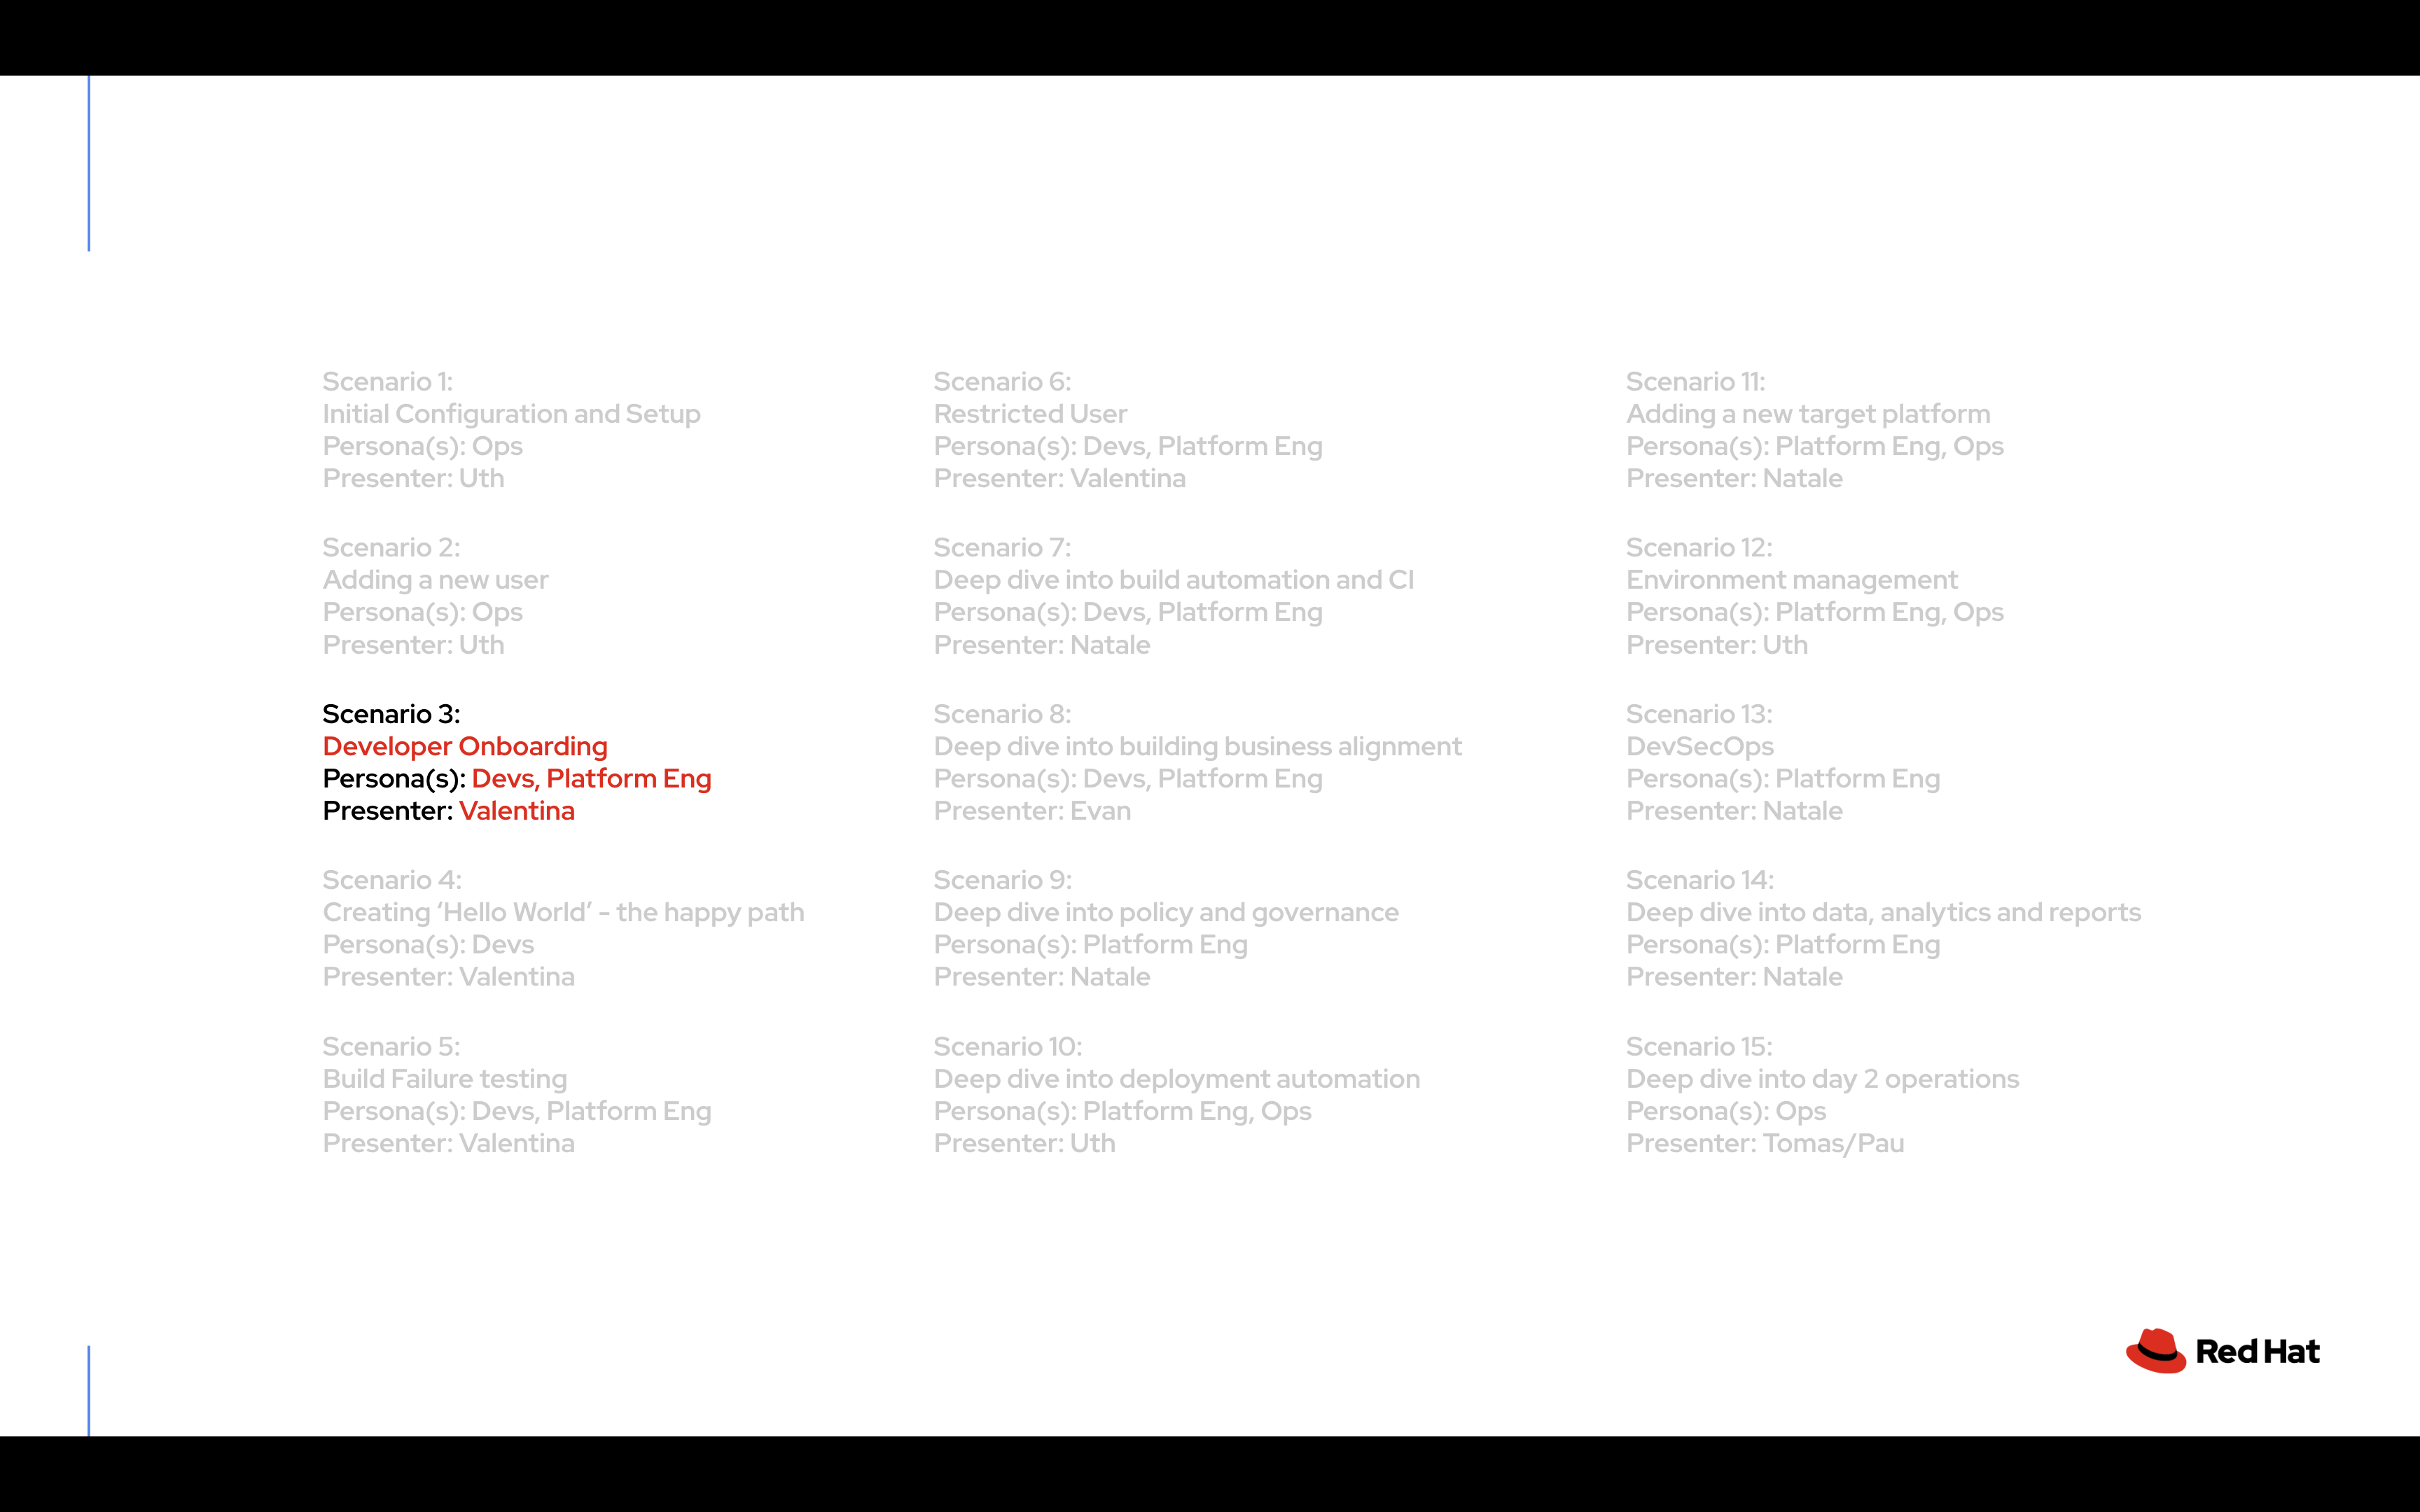 Scenario 1:
Initial Configuration and Setup
Persona(s): Ops
Presenter: Uth
Scenario 2:
Adding a new user
Persona(s): Ops
Presenter: Uth
Scenario 3:
Developer Onboarding
Persona(s): Devs, Platform Eng
Presenter: Valentina
Scenario 4:
Creating ‘Hello World’ - the happy path
Persona(s): Devs
Presenter: Valentina
Scenario 5:
Build Failure testing
Persona(s): Devs, Platform Eng
Presenter: Valentina
Scenario 6:
Restricted User
Persona(s): Devs, Platform Eng
Presenter: Valentina
Scenario 7:
Deep dive into build automation and CI
Persona(s): Devs, Platform Eng
Presenter: Natale
Scenario 8:
Deep dive into building business alignment
Persona(s): Devs, Platform Eng
Presenter: Evan
Scenario 9:
Deep dive into policy and governance
Persona(s): Platform Eng
Presenter: Natale
Scenario 10:
Deep dive into deployment automation
Persona(s): Platform Eng, Ops
Presenter: Uth
Scenario 11:
Adding a new target platform
Persona(s): Platform Eng, Ops
Presenter: Natale
Scenario 12:
Environment management
Persona(s): Platform Eng, Ops
Presenter: Uth
Scenario 13:
DevSecOps
Persona(s): Platform Eng
Presenter: Natale
Scenario 14:
Deep dive into data, analytics and reports
Persona(s): Platform Eng
Presenter: Natale
Scenario 15:
Deep dive into day 2 operations
Persona(s): Ops
Presenter: Tomas/Pau
Red Hat